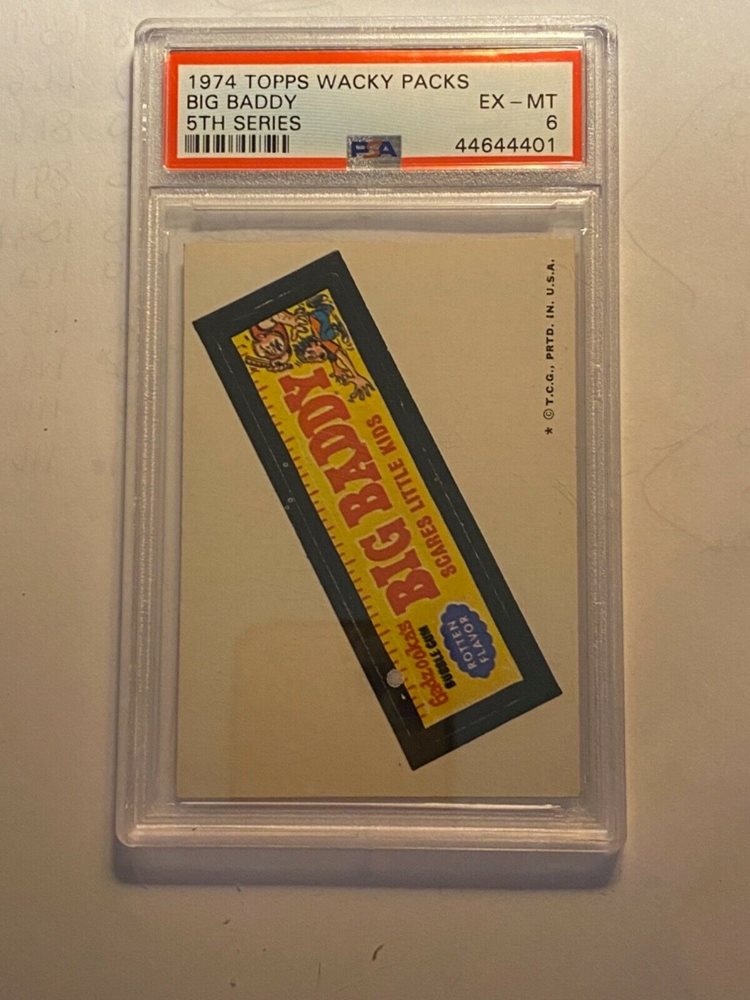 1974 TOPPS WACKY PACKS
BIG BADDY EX - MT
5TH SERIES 6
PSA 44644401
* © T.C.G., PRTD. IN. U.S.A.
Gadzooka's
BUBBLE GUM
BIG BADDY
SCARES LITTLE KIDS
ROTTEN
FLAVOR